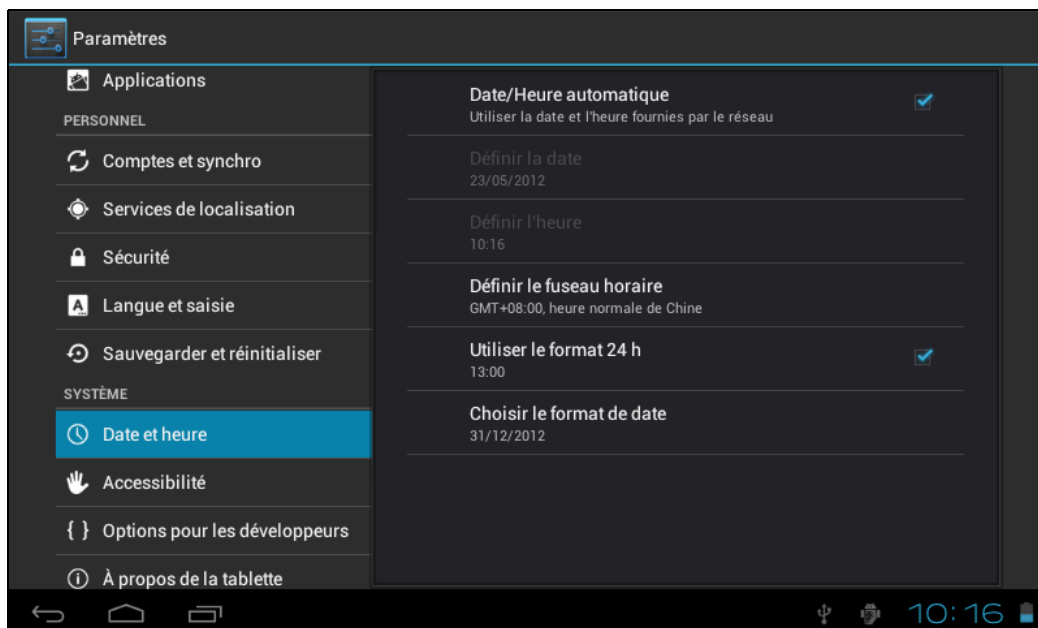 Paramètres
Applications
PERSONNEL
Comptes et synchro
Services de localisation
Sécurité
Langue et saisie
Sauvegarder et réinitialiser
SYSTÈME
Date et heure
Accessibilité
{ } Options pour les développeurs
À propos de la tablette
Date/Heure automatique
Utiliser la date et l'heure fournies par le réseau
Définir la date
23/05/2012
Définir l'heure
10:16
Définir le fuseau horaire
GMT+08:00, heure normale de Chine
Utiliser le format 24 h
13:00
Choisir le format de date
31/12/2012
10:16